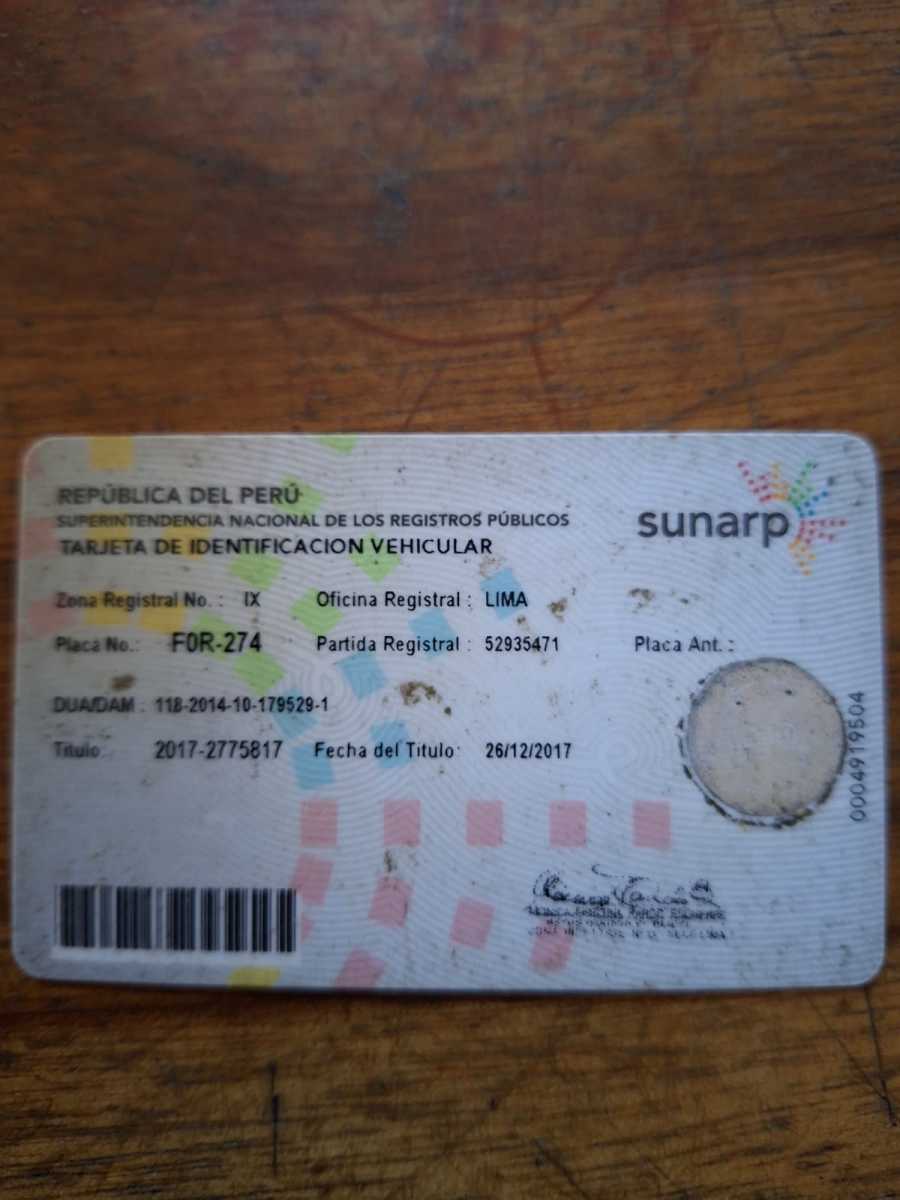 REPÚBLICA DEL PERÚ
SUPERINTENDENCIA NACIONAL DE LOS REGISTROS PÚBLICOS
TARJETA DE IDENTIFICACION VEHICULAR
sunarp
Zona Registral No. : IX Oficina Registral : LIMA
Placa No.: F0R-274 Partida Registral : 52935471 Placa Ant. :
DUA/DAM : 118-2014-10-179529-1
Titulo : 2017-2775817 Fecha del Titulo : 26/12/2017
0004919504